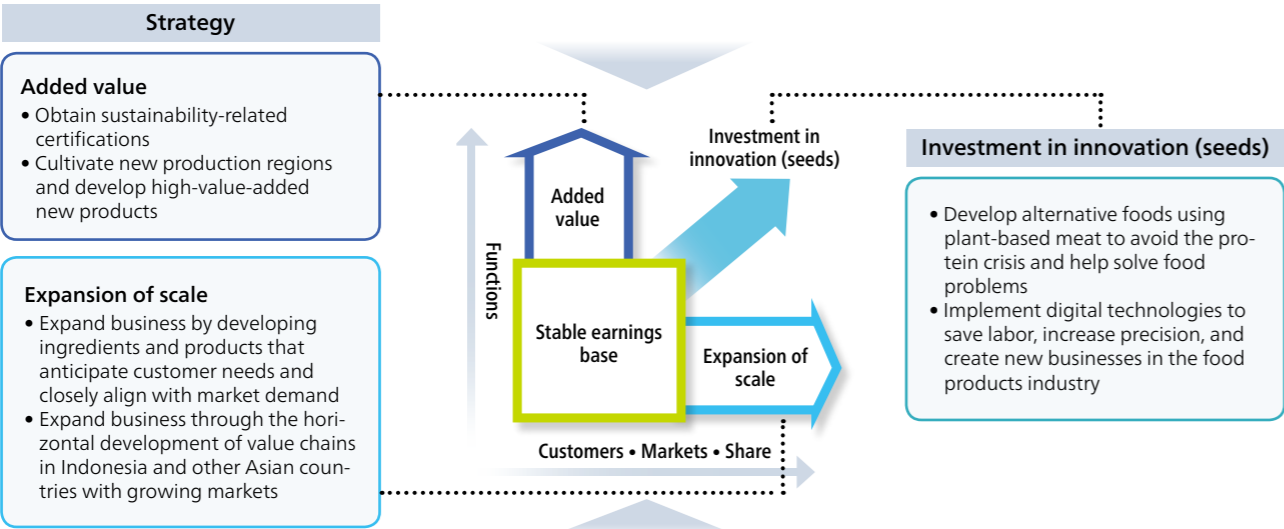 Strategy
Added value
• Obtain sustainability-related
certifications
• Cultivate new production regions
and develop high-value-added
new products
Expansion of scale
• Expand business by developing
ingredients and products that
anticipate customer needs and
closely align with market demand
• Expand business through the hori-
zontal development of value chains
in Indonesia and other Asian coun-
tries with growing markets
Functions
Added
value
Stable earnings
base
Expansion of
scale
Customers • Markets • Share
Investment in
innovation (seeds)
Investment in innovation (seeds)
• Develop alternative foods using
plant-based meat to avoid the pro-
tein crisis and help solve food
problems
• Implement digital technologies to
save labor, increase precision, and
create new businesses in the food
products industry